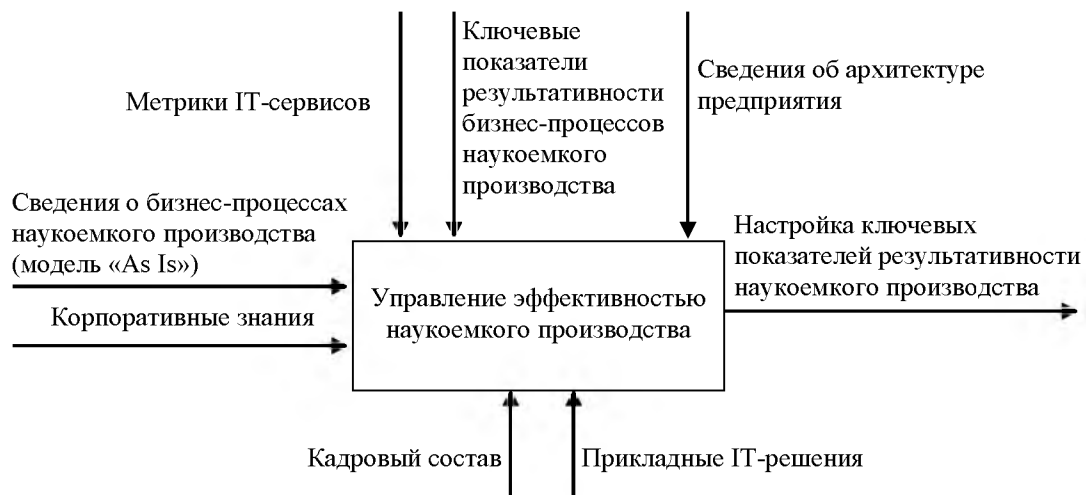 Метрики IT-сервисов
Ключевые
показатели
результативности
бизнес-процессов
наукоемкого
производства
Сведения об архитектуре
предприятия
Сведения о бизнес-процессах
наукоемкого производства
(модель «As Is»)
Корпоративные знания
Управление эффективностью
наукоемкого производства
Настройка ключевых
показателей результативности
наукоемкого производства
Кадровый состав
Прикладные IT-решения